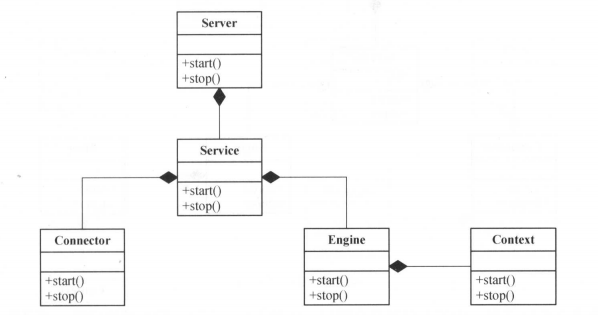 Server
+start()
+stop()
Service
+start()
+stop()
Connector
+start()
+stop()
Engine
+start()
+stop()
Context
+start()
+stop()